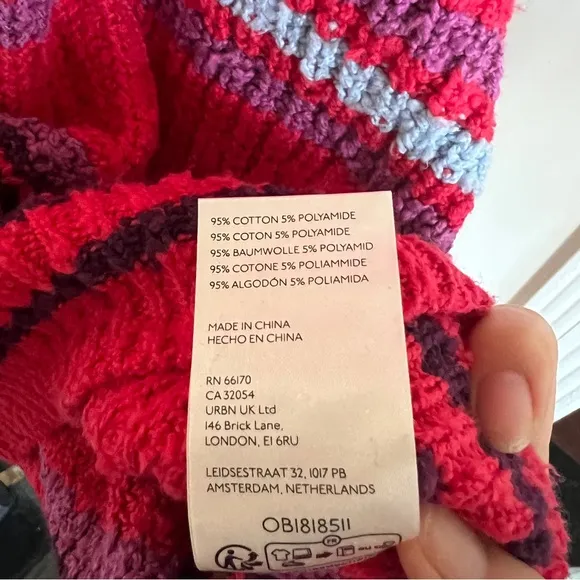 95% COTTON 5% POLYAMIDE
95% COTON 5% POLYAMIDE
95% BAUMWOLLE 5% POLYAMID
95% COTONE 5% POLIAMMIDE
95% ALGODÓN 5% POLIAMIDA
MADE IN CHINA
HECHO EN CHINA
RN 66170
CA 32054
URBN UK Ltd
146 Brick Lane,
LONDON, E1 6RU
LEIDSESTRAAT 32, 1017 PB
AMSTERDAM, NETHERLANDS
OB1818511
FR
ou